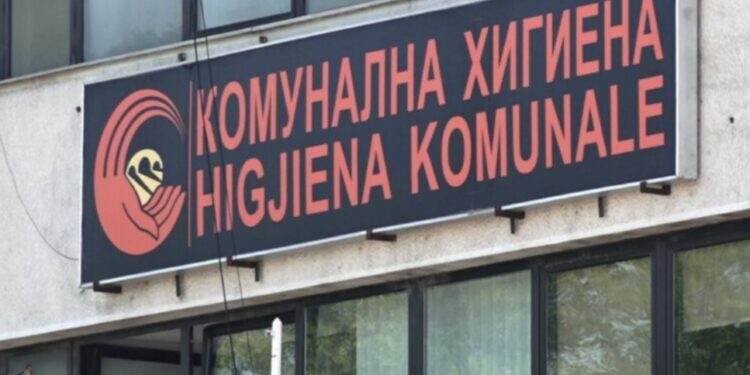 КОМУНАЛНА ХИГИЕНА
HIGJIENA KOMUNALE